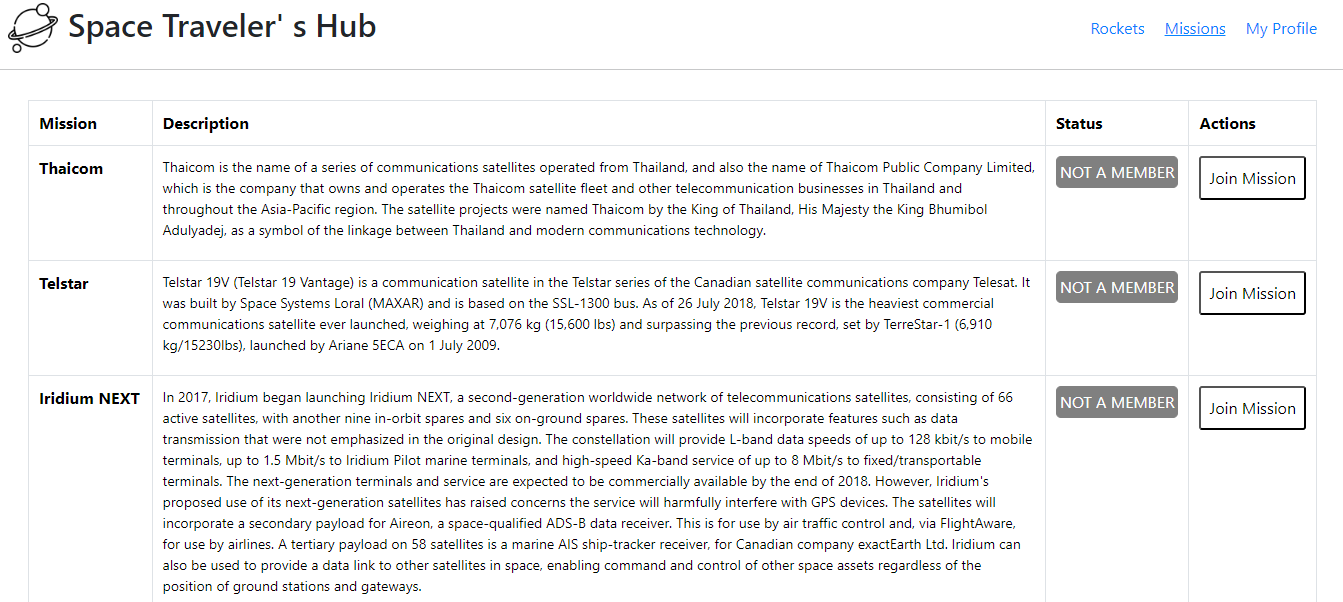 Space Traveler' s Hub
Rockets Missions My Profile
Mission Description Status Actions
Thaicom
Thaicom is the name of a series of communications satellites operated from Thailand, and also the name of Thaicom Public Company Limited,
which is the company that owns and operates the Thaicom satellite fleet and other telecommunication businesses in Thailand and
throughout the Asia-Pacific region. The satellite projects were named Thaicom by the King of Thailand, His Majesty the King Bhumibol
Adulyadej, as a symbol of the linkage between Thailand and modern communications technology.
NOT A MEMBER
Join Mission
Telstar
Telstar 19V (Telstar 19 Vantage) is a communication satellite in the Telstar series of the Canadian satellite communications company Telesat. It
was built by Space Systems Loral (MAXAR) and is based on the SSL-1300 bus. As of 26 July 2018, Telstar 19V is the heaviest commercial
communications satellite ever launched, weighing at 7,076 kg (15,600 lbs) and surpassing the previous record, set by TerreStar-1 (6,910
kg/15230lbs), launched by Ariane 5ECA on 1 July 2009.
NOT A MEMBER
Join Mission
Iridium NEXT
In 2017, Iridium began launching Iridium NEXT, a second-generation worldwide network of telecommunications satellites, consisting of 66
active satellites, with another nine in-orbit spares and six on-ground spares. These satellites will incorporate features such as data
transmission that were not emphasized in the original design. The constellation will provide L-band data speeds of up to 128 kbit/s to mobile
terminals, up to 1.5 Mbit/s to Iridium Pilot marine terminals, and high-speed Ka-band service of up to 8 Mbit/s to fixed/transportable
terminals. The next-generation terminals and service are expected to be commercially available by the end of 2018. However, Iridium's
proposed use of its next-generation satellites has raised concerns the service will harmfully interfere with GPS devices. The satellites will
incorporate a secondary payload for Aireon, a space-qualified ADS-B data receiver. This is for use by air traffic control and, via FlightAware,
for use by airlines. A tertiary payload on 58 satellites is a marine AIS ship-tracker receiver, for Canadian company exactEarth Ltd. Iridium can
also be used to provide a data link to other satellites in space, enabling command and control of other space assets regardless of the
position of ground stations and gateways.
NOT A MEMBER
Join Mission